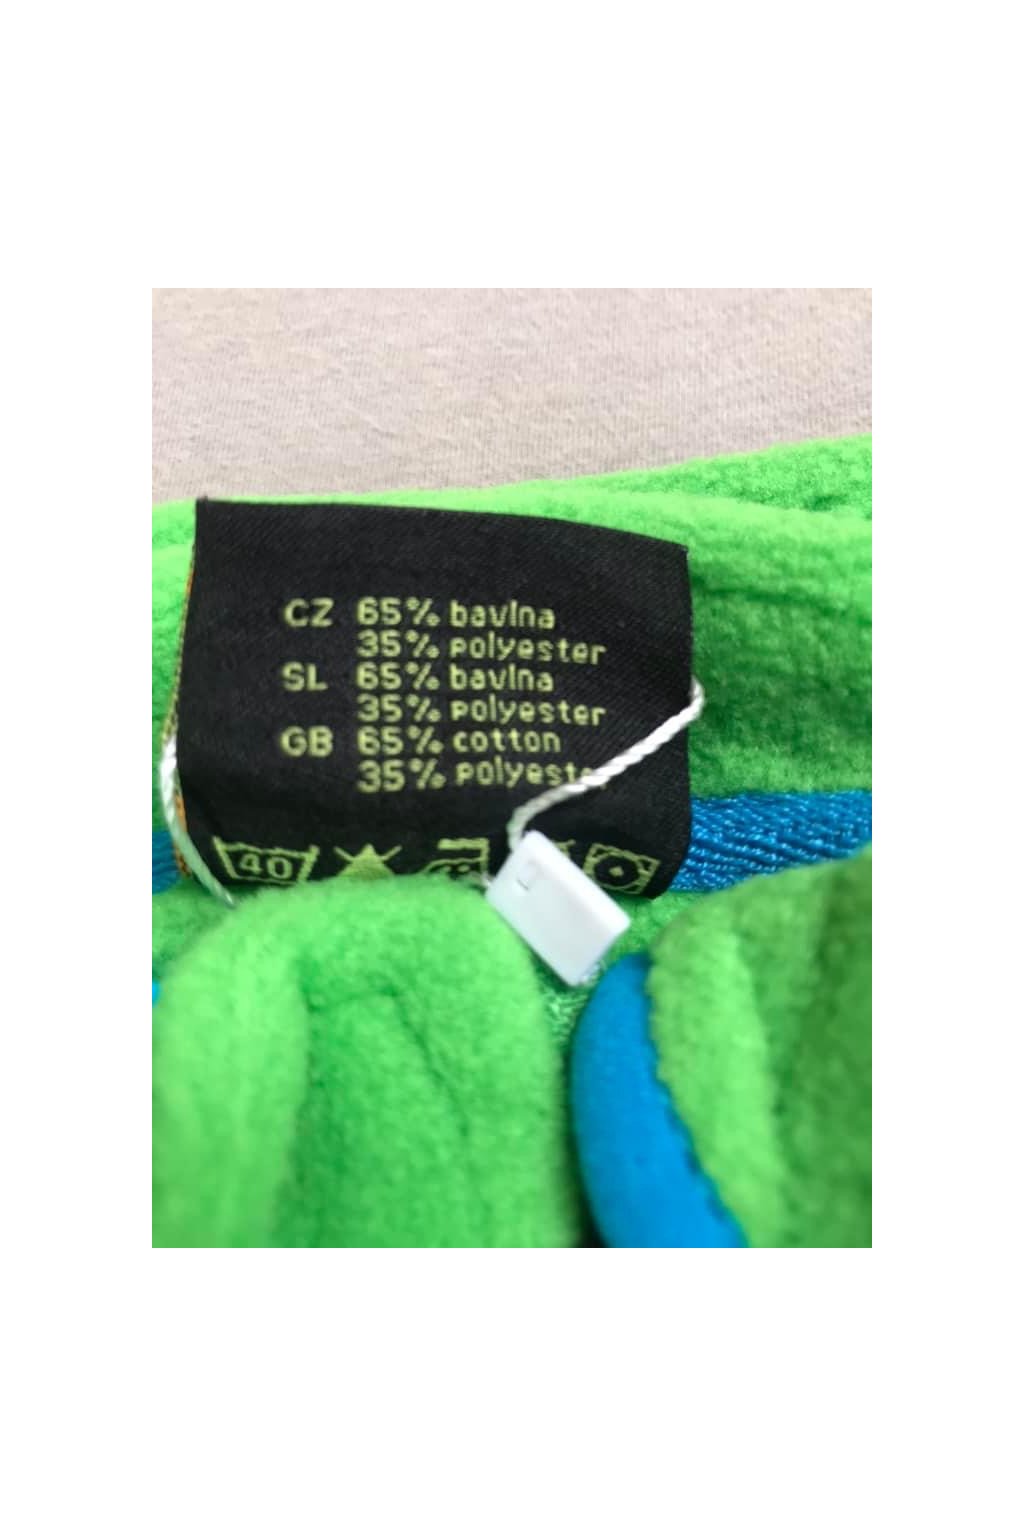 CZ 65% bavlna
35% polyester
SL 65% bavlna
35% polyester
GB 65% cotton
35% polyester
40